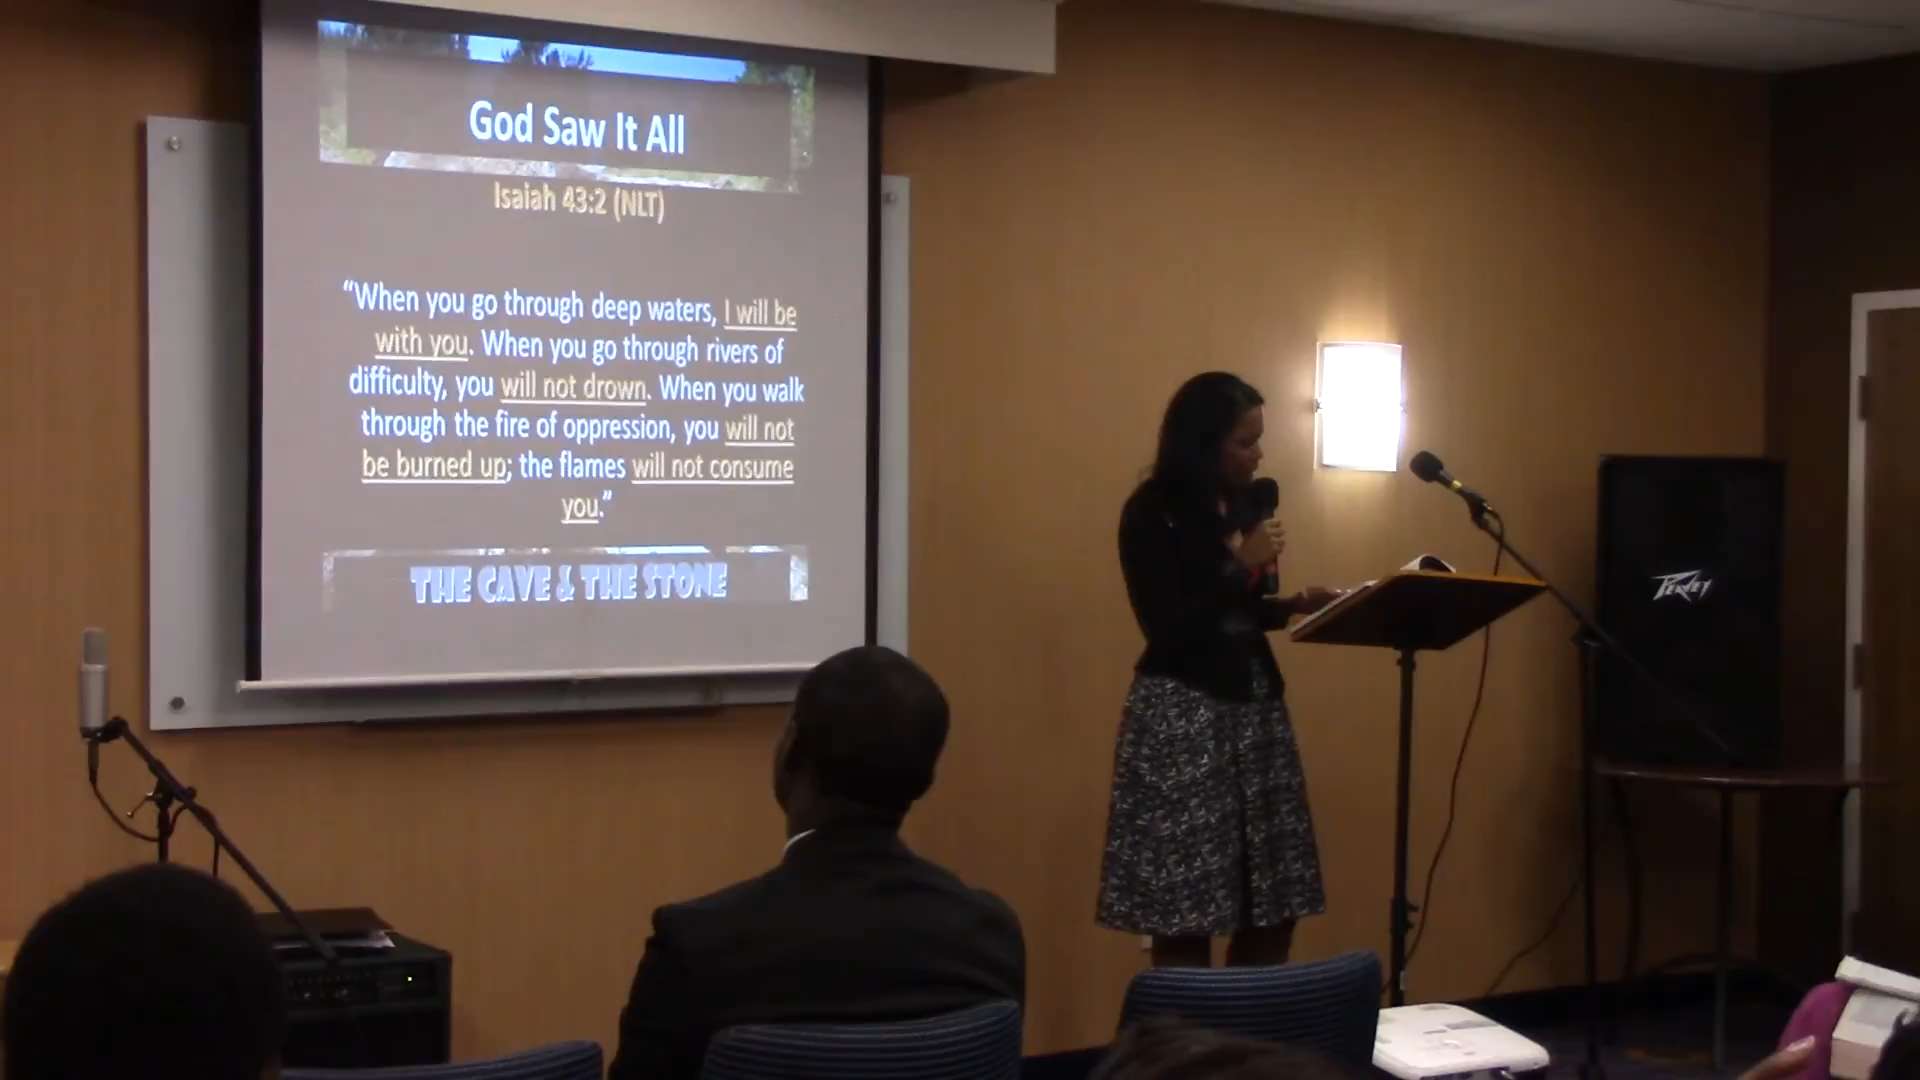 God Saw It All
Isaiah 43:2 (NLT)
“When you go through deep waters, I will be
with you. When you go through rivers of
difficulty, you will not drown. When you walk
through the fire of oppression, you will not
be burned up; the flames will not consume
you.”
THE CAVE & THE STONE
PEAVEY